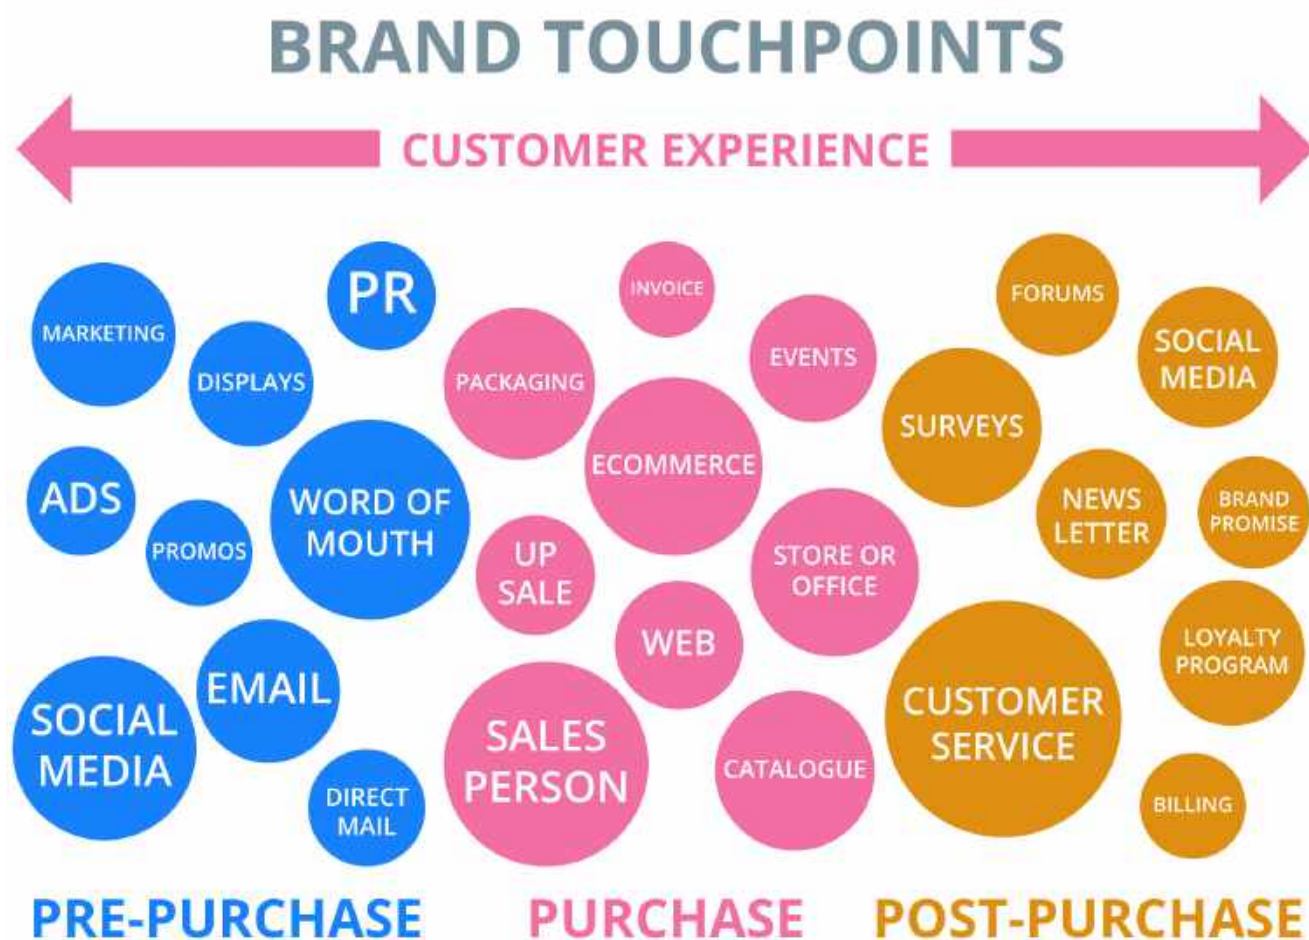 BRAND TOUCHPOINTS
CUSTOMER EXPERIENCE
PR
MARKETING
DISPLAYS
ADS
WORD OF
MOUTH
PROMOS
EMAIL
SOCIAL
MEDIA
DIRECT
MAIL
PRE-PURCHASE
INVOICE
EVENTS
PACKAGING
ECOMMERCE
UP
SALE
STORE OR
OFFICE
WEB
SALES
PERSON
CATALOGUE
PURCHASE
FORUMS
SOCIAL
MEDIA
SURVEYS
NEWS
LETTER
BRAND
PROMISE
LOYALTY
PROGRAM
CUSTOMER
SERVICE
BILLING
POST-PURCHASE